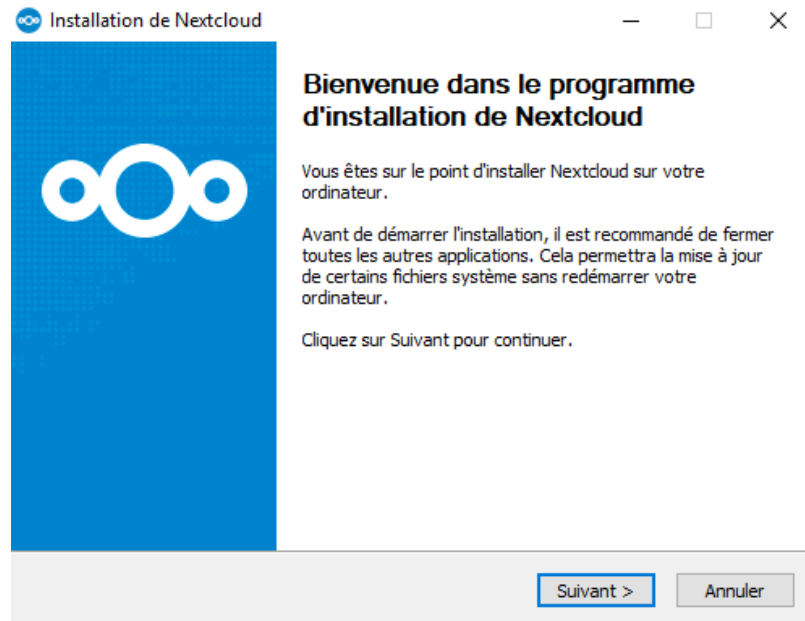 Installation de Nextcloud
Bienvenue dans le programme
d'installation de Nextcloud
Vous êtes sur le point d'installer Nextcloud sur votre
ordinateur.
Avant de démarrer l'installation, il est recommandé de fermer
toutes les autres applications. Cela permettra la mise à jour
de certains fichiers système sans redémarrer votre
ordinateur.
Cliquez sur Suivant pour continuer.
Suivant >
Annuler